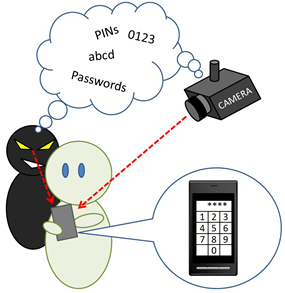 PINs 0123
abcd
Passwords
CAMERA
****
1 2 3
4 5 6
7 8 9
0